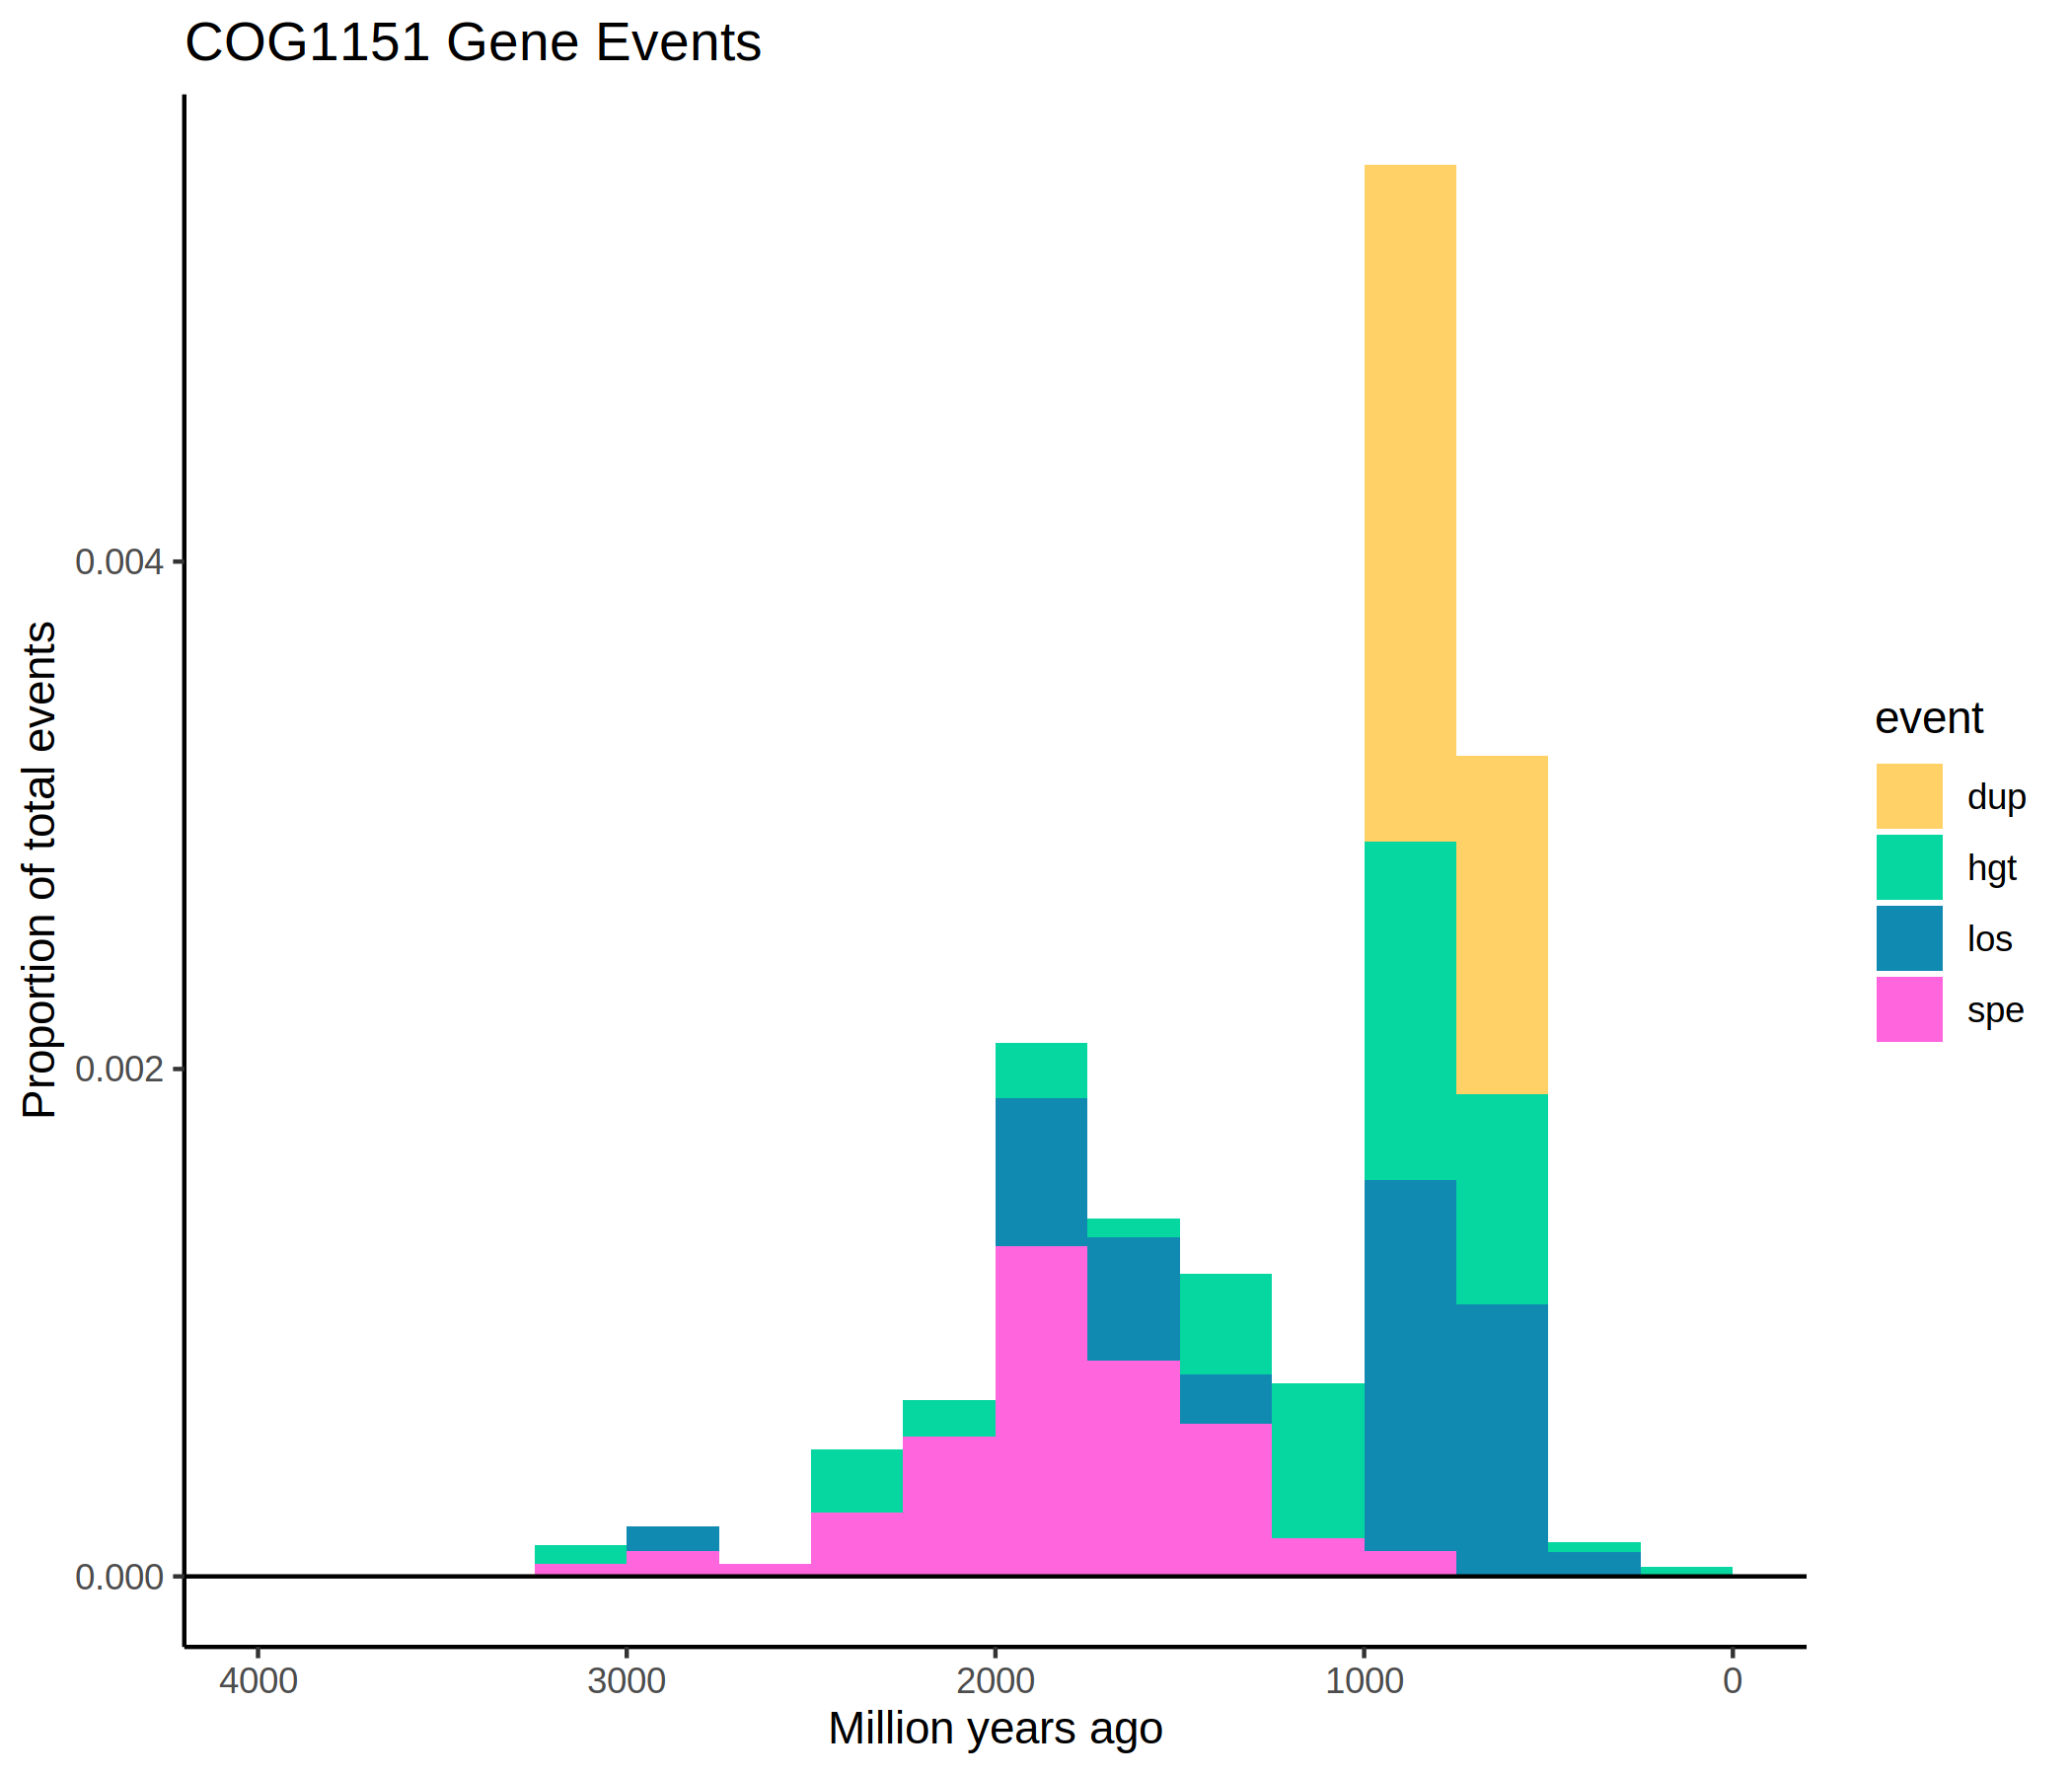 COG1151 Gene Events
Proportion of total events
0.004
0.002
0.000
4000 3000 2000 1000 0
Million years ago
event
dup
hgt
los
spe